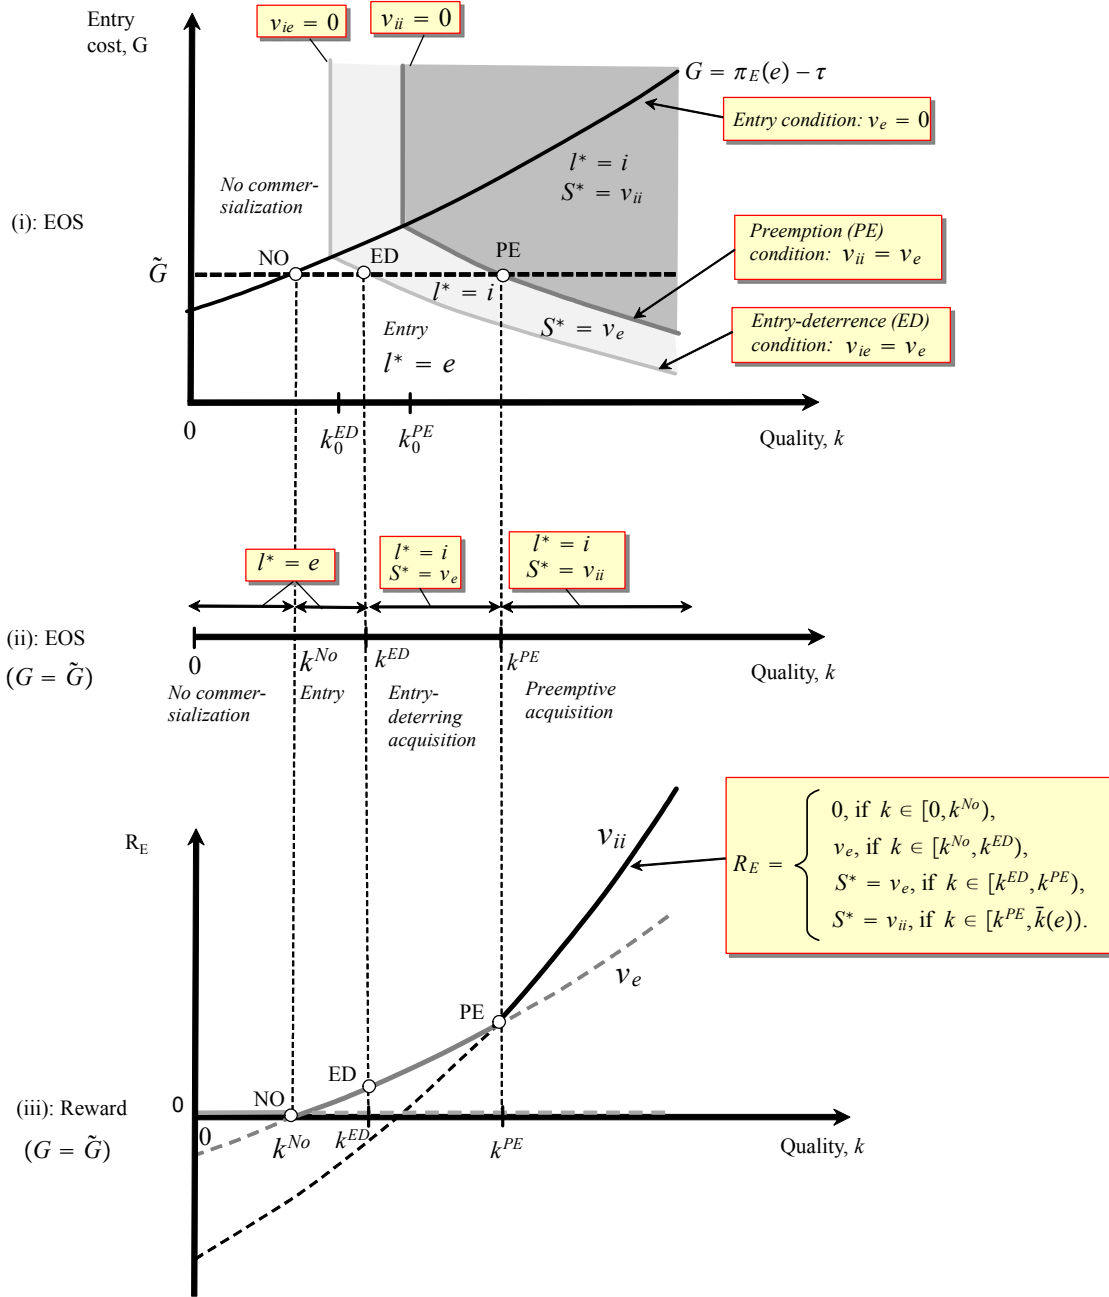 Entry
cost, G
v_ie = 0
v_ii = 0
G = π_E(e) − τ
Entry condition: v_e = 0
l* = i
S* = v_ii
No commer-
sialization
(i): EOS
Preemption (PE)
condition: v_ii = v_e
NO
ED
PE
G̃
l* = i
S* = v_e
Entry
l* = e
Entry-deterrence (ED)
condition: v_ie = v_e
0
k_0^ED
k_0^PE
Quality, k
l* = e
l* = i
S* = v_e
l* = i
S* = v_ii
(ii): EOS
(G = G̃)
0
k^No
k^ED
k^PE
Quality, k
No commer-
sialization
Entry
Entry-
deterring
acquisition
Preemptive
acquisition
R_E
v_ii
R_E = { 0, if k ∈ [0, k^No),
v_e, if k ∈ [k^No, k^ED),
S* = v_e, if k ∈ [k^ED, k^PE),
S* = v_ii, if k ∈ [k^PE, k̄(e)).
v_e
PE
ED
NO
(iii): Reward
(G = G̃)
0
0
k^No
k^ED
k^PE
Quality, k